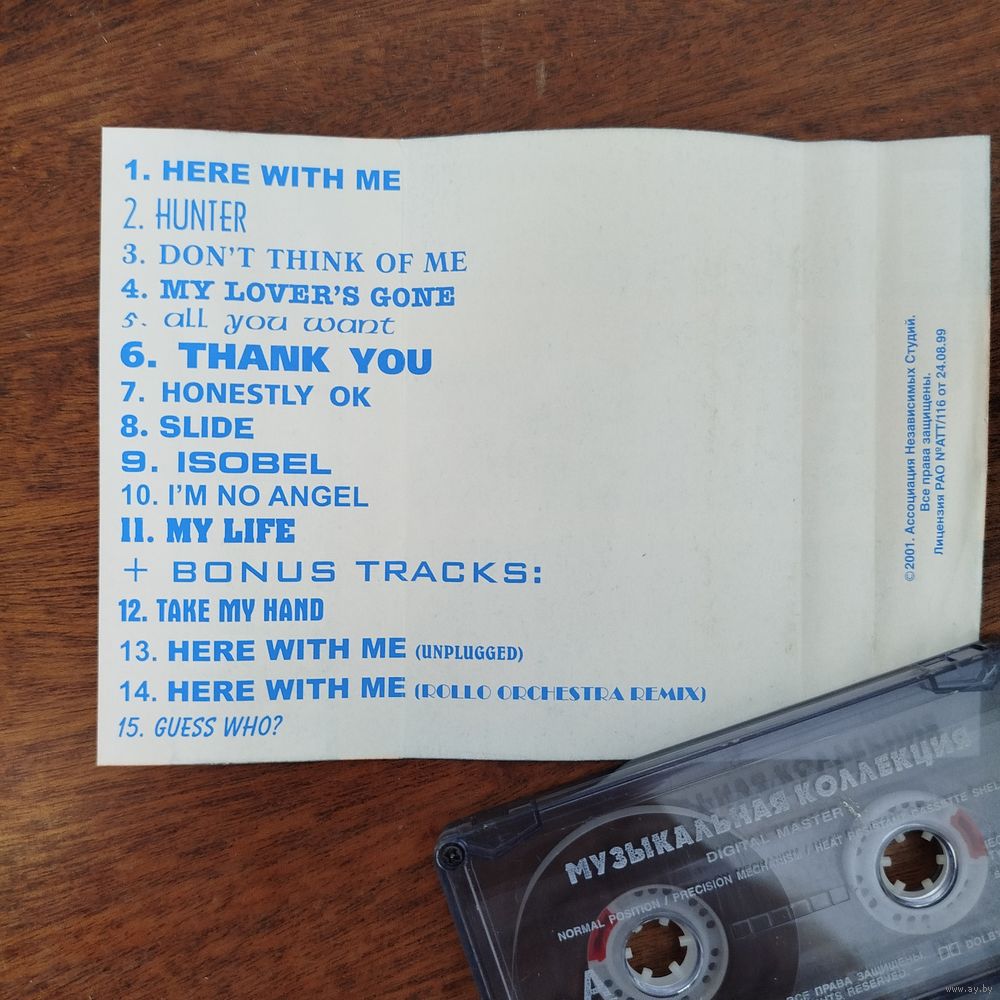 1. HERE WITH ME
2. HUNTER
3. DON'T THINK OF ME
4. MY LOVER'S GONE
5. all you want
6. THANK YOU
7. HONESTLY OK
8. SLIDE
9. ISOBEL
10. I'M NO ANGEL
11. MY LIFE
+ BONUS TRACKS:
12. TAKE MY HAND
13. HERE WITH ME (UNPLUGGED)
14. HERE WITH ME (ROLLO ORCHESTRA REMIX)
15. GUESS WHO?
©2001. Ассоциация Независимых Студий.
Все права защищены.
Лицензия РАО №АТТ/116 от 24.08.99
МУЗЫКАЛЬНАЯ КОЛЛЕКЦИЯ
DIGITAL MASTER
NORMAL POSITION / PRECISION MECHANISM / HEAT CASSETTE SHEL
A
ВСЕ ПРАВА ЗАЩИЩЕНЫ.
RESERVED.
DOLB
www.ay.by